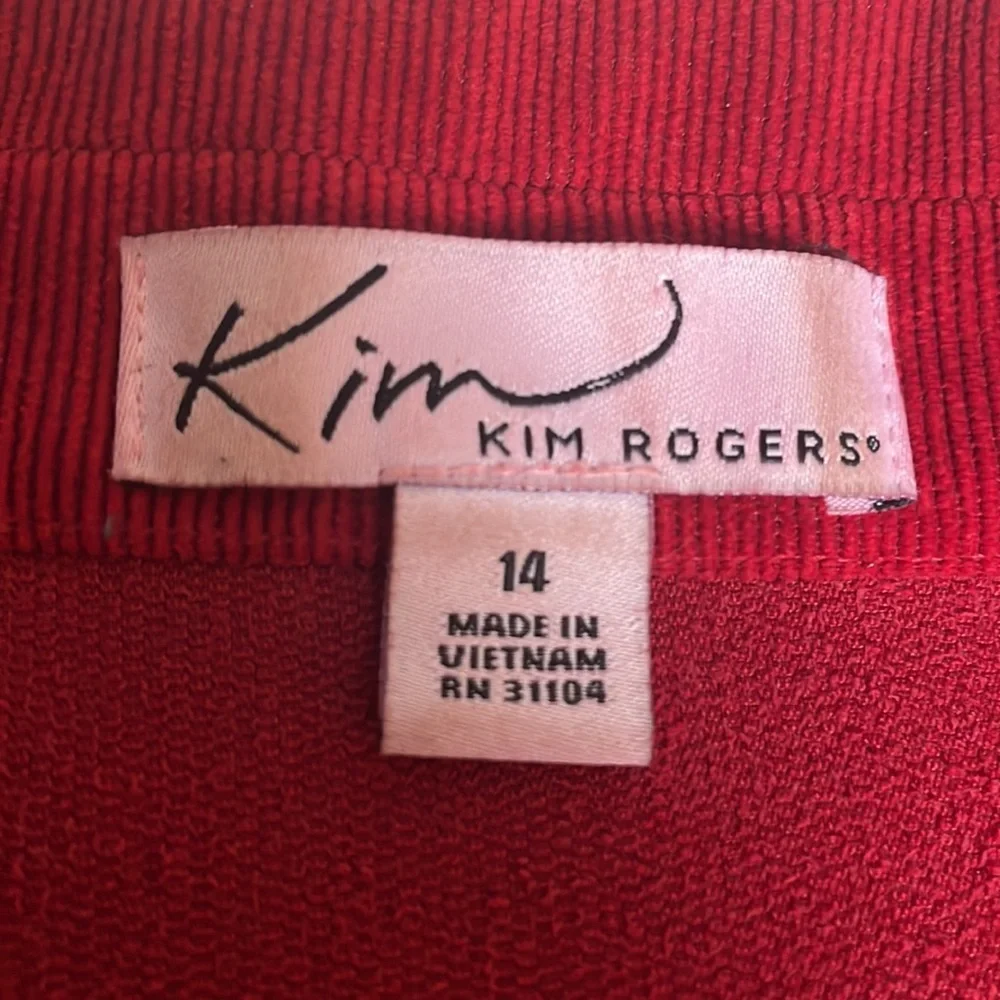 Kim
KIM ROGERS®
14
MADE IN
VIETNAM
RN 31104